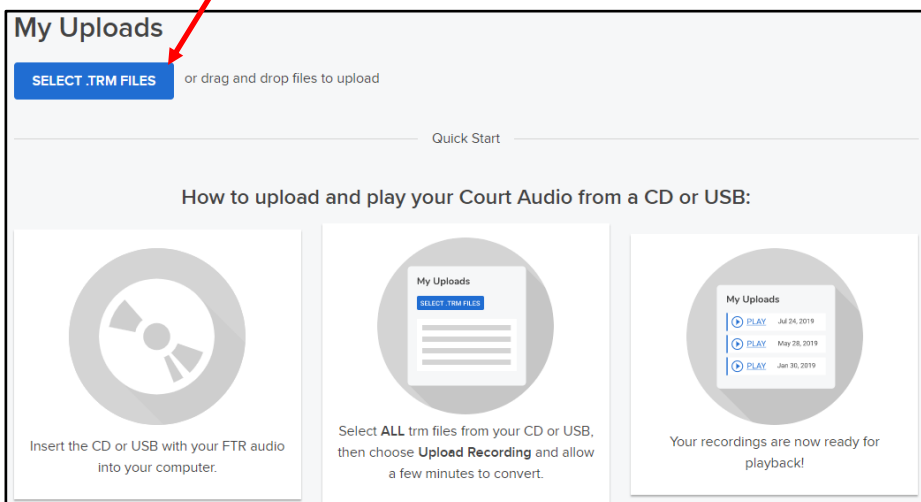 My Uploads
SELECT .TRM FILES or drag and drop files to upload
Quick Start
How to upload and play your Court Audio from a CD or USB:
Insert the CD or USB with your FTR audio
into your computer.
My Uploads
SELECT .TRM FILES
Select ALL trm files from your CD or USB,
then choose Upload Recording and allow
a few minutes to convert.
My Uploads
PLAY Jul 24, 2019
PLAY May 28, 2019
PLAY Jan 30, 2019
Your recordings are now ready for
playback!